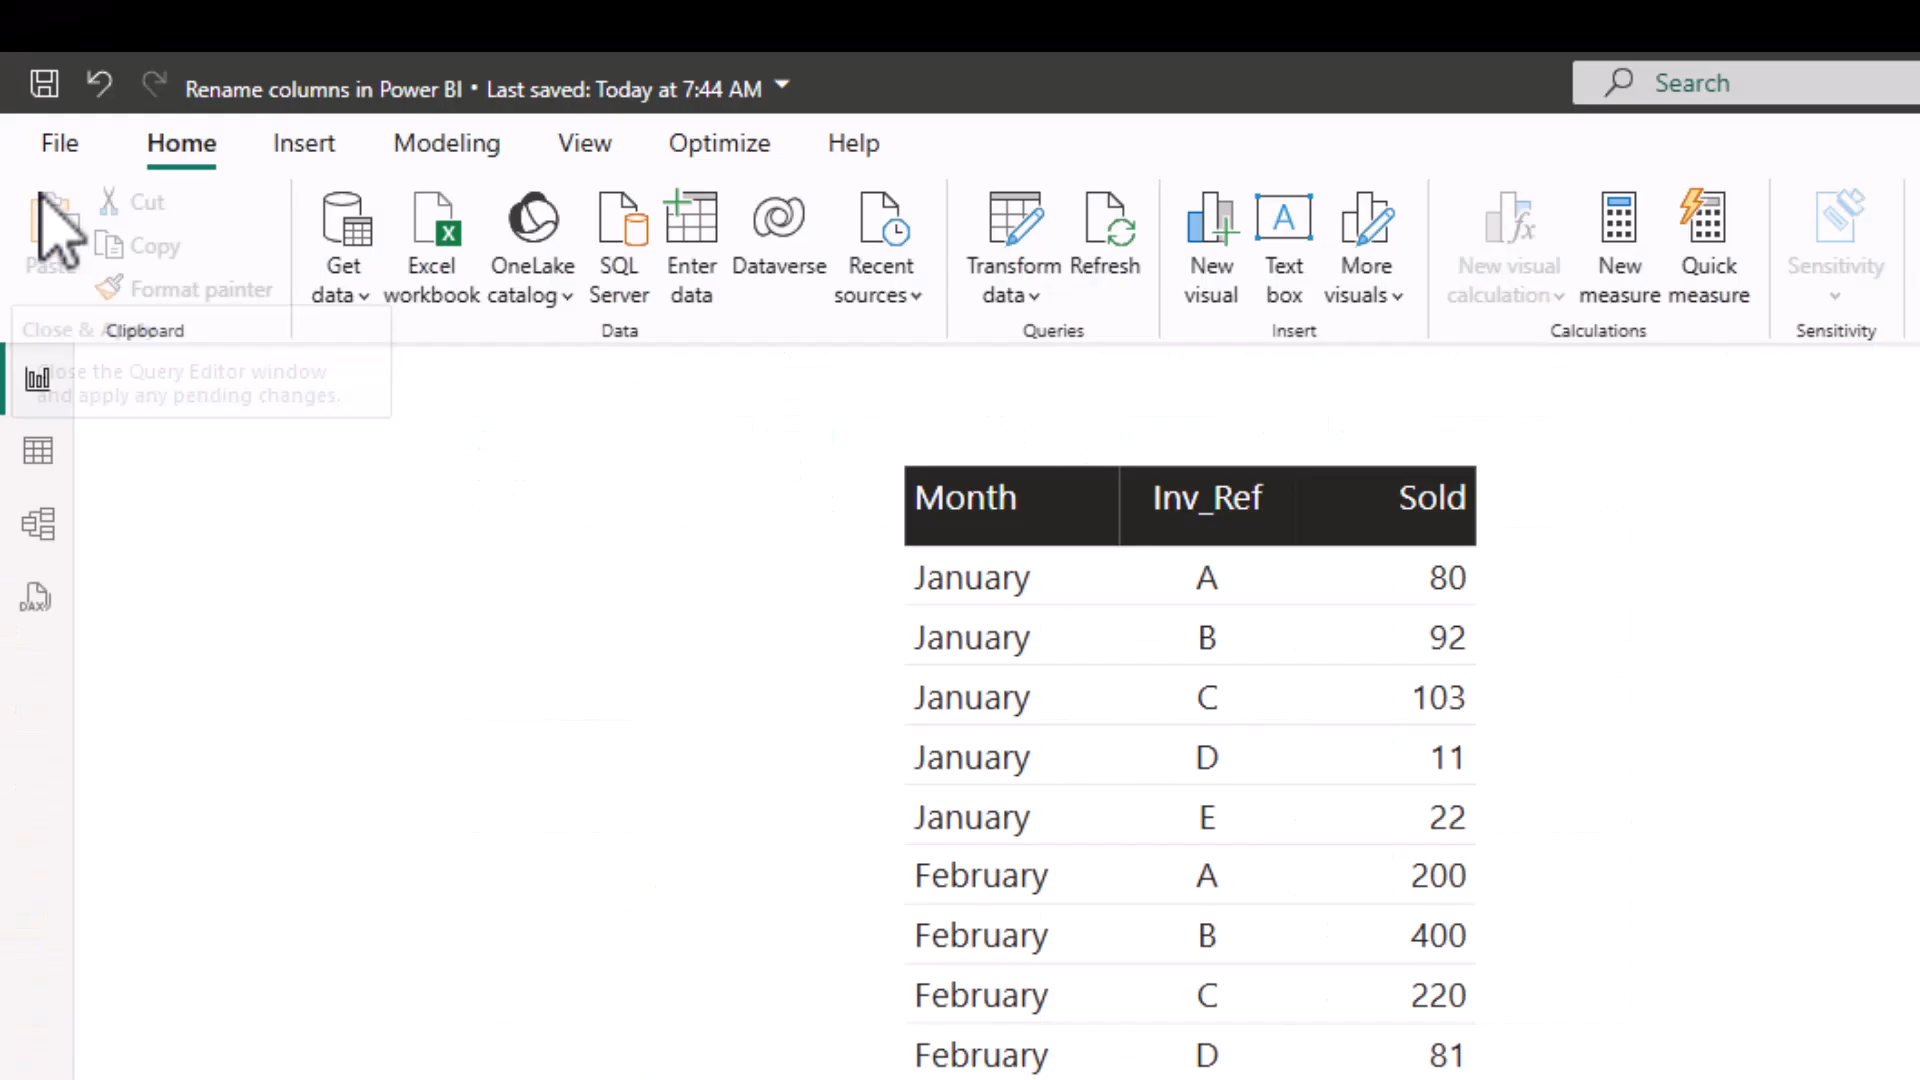 Rename columns in Power BI • Last saved: Today at 7:44 AM
Search
File Home Insert Modeling View Optimize Help
Paste
Cut
Copy
Format painter
Clipboard
Get data
Excel workbook
OneLake catalog
SQL Server
Enter data
Dataverse
Recent sources
Data
Transform data
Refresh
Queries
New visual
Text box
More visuals
Insert
New visual calculation
New measure
Quick measure
Calculations
Sensitivity
Sensitivity
Close &
the Query Editor window
and apply any pending changes.
DAX
Month Inv_Ref Sold
January A 80
January B 92
January C 103
January D 11
January E 22
February A 200
February B 400
February C 220
February D 81